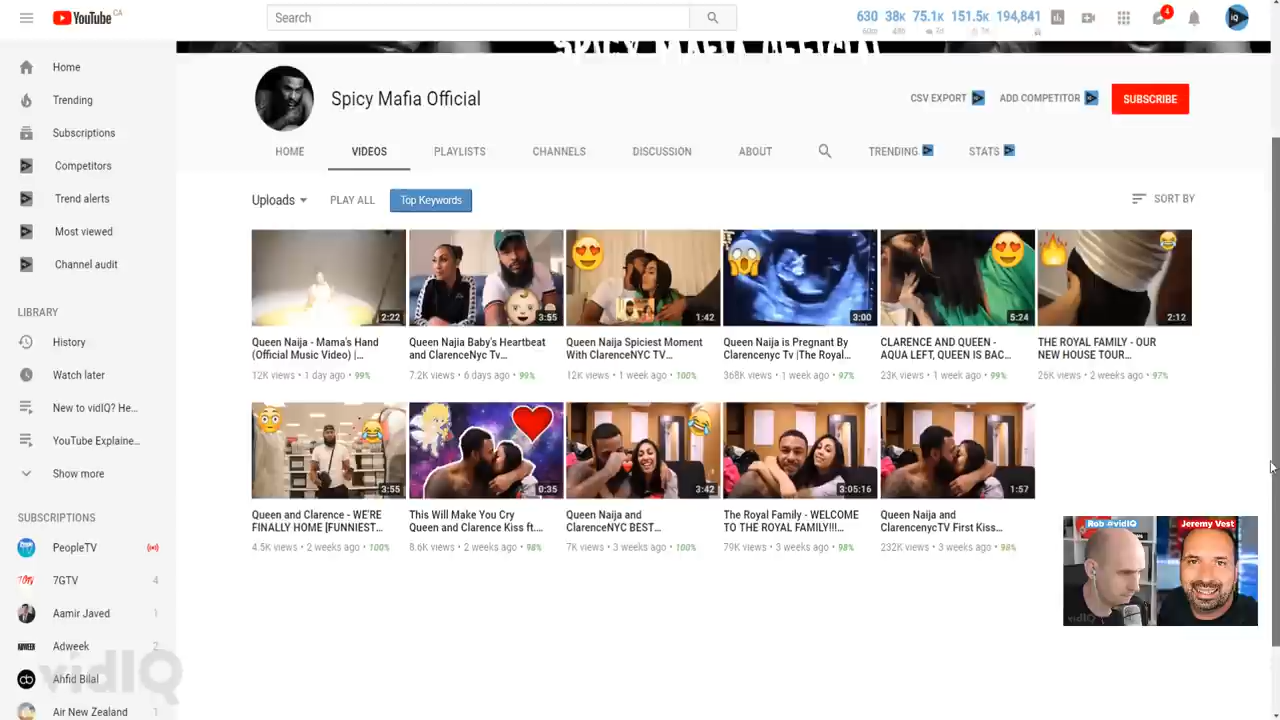 YouTube CA
Search
630 38K 75.1K 151.5K 194,841
60m 48h 7d
4
iQ
SPICY MAFIA OFFICIAL
Home
Trending
Subscriptions
Competitors
Trend alerts
Most viewed
Channel audit
LIBRARY
History
Watch later
New to vidIQ? He...
YouTube Explaine...
Show more
SUBSCRIPTIONS
PeopleTV
7GTV 4
Aamir Javed 1
Adweek 2
Ahfid Bilal
Air New Zealand 1
vidIQ
Spicy Mafia Official
CSV EXPORT ADD COMPETITOR SUBSCRIBE
HOME VIDEOS PLAYLISTS CHANNELS DISCUSSION ABOUT TRENDING STATS
Uploads PLAY ALL Top Keywords SORT BY
2:22
Queen Naija - Mama's Hand
(Official Music Video) |...
12K views • 1 day ago • 99%
3:55
Queen Najia Baby's Heartbeat
and ClarenceNyc Tv...
7.2K views • 6 days ago • 99%
1:42
Queen Naija Spiciest Moment
With ClarenceNYC TV...
12K views • 1 week ago • 100%
3:00
Queen Naija is Pregnant By
Clarencenyc Tv |The Royal...
368K views • 1 week ago • 97%
5:24
CLARENCE AND QUEEN -
AQUA LEFT, QUEEN IS BAC...
23K views • 1 week ago • 99%
2:12
THE ROYAL FAMILY - OUR
NEW HOUSE TOUR...
26K views • 2 weeks ago • 97%
3:55
Queen and Clarence - WE'RE
FINALLY HOME [FUNNIEST...
4.5K views • 2 weeks ago • 100%
0:35
This Will Make You Cry
Queen and Clarence Kiss ft....
8.6K views • 2 weeks ago • 98%
3:42
Queen Naija and
ClarenceNYC BEST...
7K views • 3 weeks ago • 100%
3:05:16
The Royal Family - WELCOME
TO THE ROYAL FAMILY!!!...
79K views • 3 weeks ago • 98%
1:57
Queen Naija and
ClarencenycTV First Kiss...
232K views • 3 weeks ago • 98%
Rob #vidIQ
Jeremy Vest
vidIQ